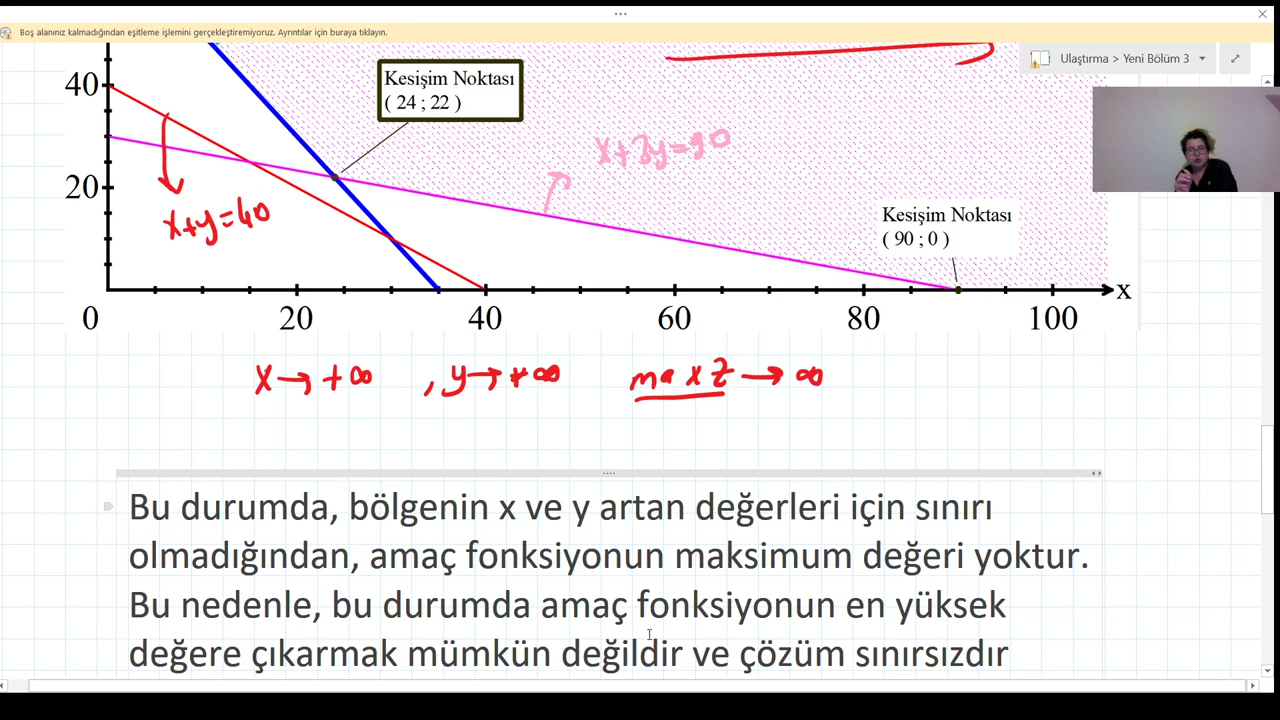 Boş alanınız kalmadığından eşitleme işlemini gerçekleştiremiyoruz. Ayrıntılar için buraya tıklayın.
Ulaştırma > Yeni Bölüm 3
40
Kesişim Noktası
( 24 ; 22 )
x+3y=90
20
x+y=40
Kesişim Noktası
( 90 ; 0 )
x
0 20 40 60 80 100
x→+∞ , y→+∞ max z → ∞
Bu durumda, bölgenin x ve y artan değerleri için sınırı
olmadığından, amaç fonksiyonun maksimum değeri yoktur.
Bu nedenle, bu durumda amaç fonksiyonun en yüksek
değere çıkarmak mümkün değildir ve çözüm sınırsızdır